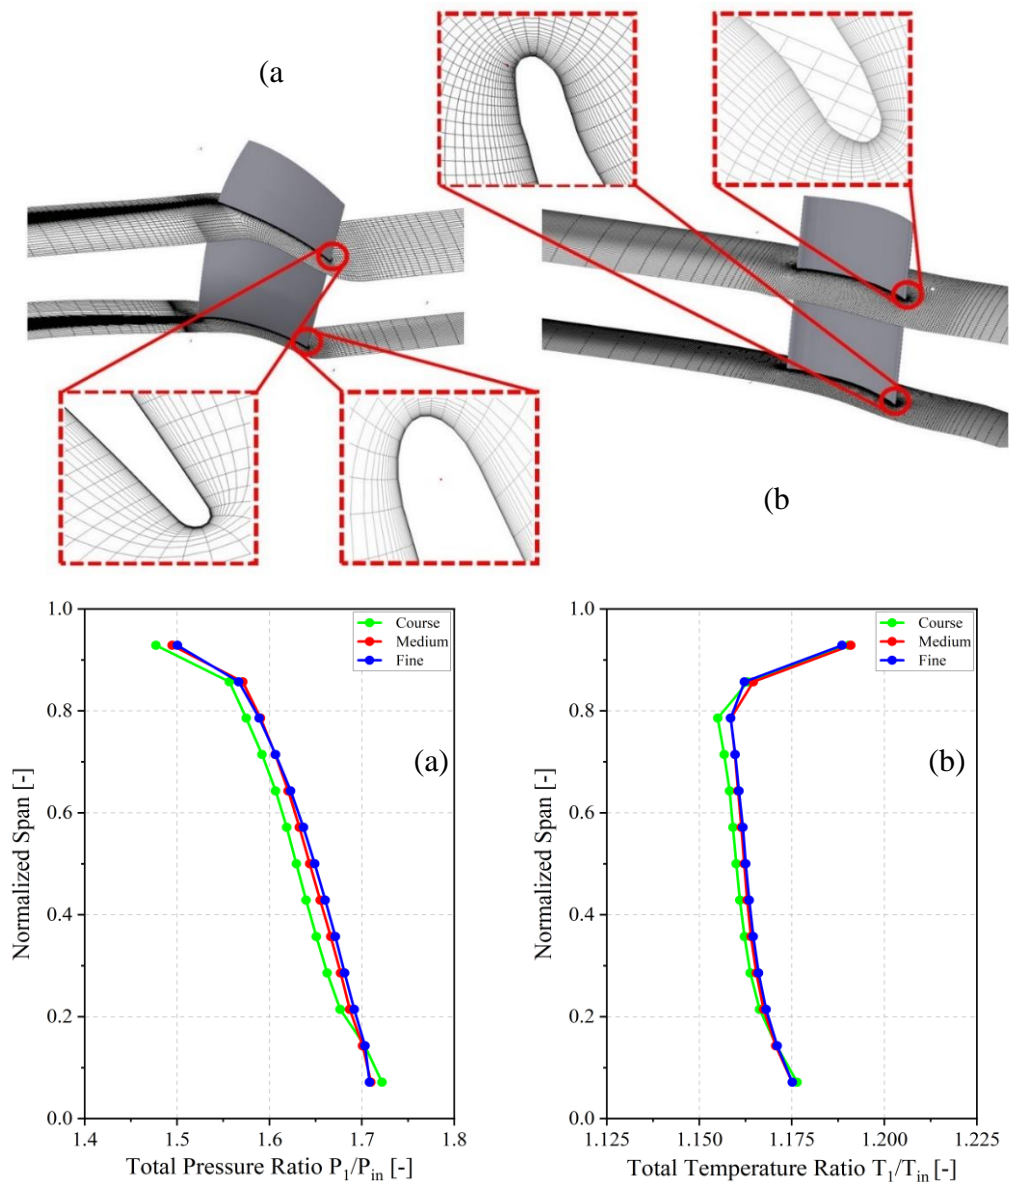 (a
(b
1.0
0.8
0.6
0.4
0.2
0.0
1.4
1.5
1.6
1.7
1.8
Normalized Span [-]
Total Pressure Ratio P₁/Pᵢₙ [-]
Course
Medium
Fine
(a)
1.0
0.8
0.6
0.4
0.2
0.0
1.125
1.150
1.175
1.200
1.225
Normalized Span [-]
Total Temperature Ratio T₁/Tᵢₙ [-]
Course
Medium
Fine
(b)